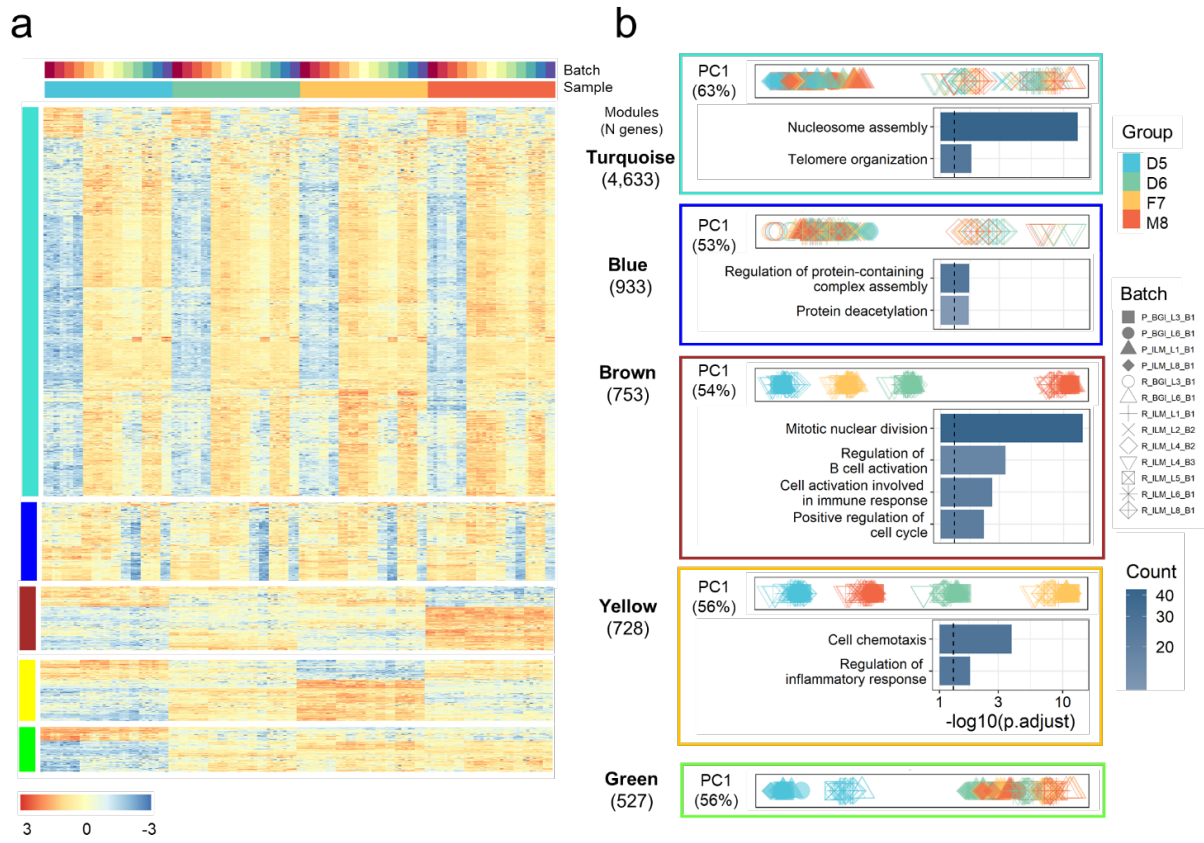 a
b
Batch
Sample
Modules
(N genes)
Turquoise
(4,633)
PC1
(63%)
Nucleosome assembly
Telomere organization
Blue
(933)
PC1
(53%)
Regulation of protein-containing
complex assembly
Protein deacetylation
Brown
(753)
PC1
(54%)
Mitotic nuclear division
Regulation of
B cell activation
Cell activation involved
in immune response
Positive regulation of
cell cycle
Yellow
(728)
PC1
(56%)
Cell chemotaxis
Regulation of
inflammatory response
1 3 10
-log10(p.adjust)
Green
(527)
PC1
(56%)
3 0 -3
Group
D5
D6
F7
M8
Batch
P_BGI_L3_B1
P_BGI_L6_B1
P_ILM_L1_B1
P_ILM_L8_B1
R_BGI_L3_B1
R_BGI_L6_B1
R_ILM_L1_B1
R_ILM_L2_B2
R_ILM_L4_B2
R_ILM_L4_B3
R_ILM_L5_B1
R_ILM_L6_B1
R_ILM_L8_B1
Count
40
30
20